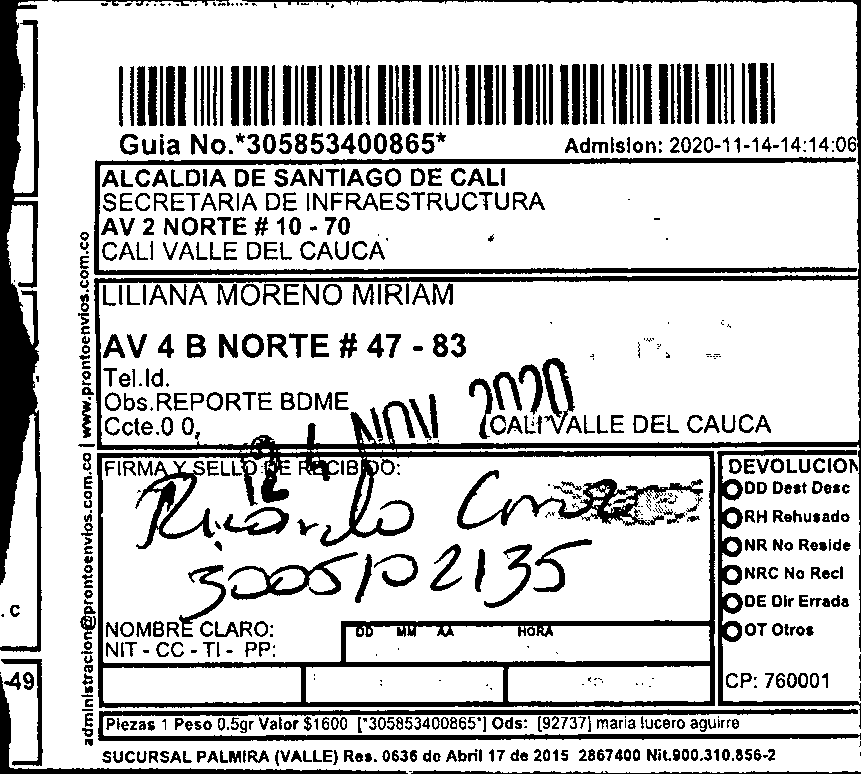 Guia No.*305853400865*
Admision: 2020-11-14-14:14:06
ALCALDIA DE SANTIAGO DE CALI
SECRETARIA DE INFRAESTRUCTURA
AV 2 NORTE # 10 - 70
CALI VALLE DEL CAUCA
LILIANA MORENO MIRIAM
AV 4 B NORTE # 47 - 83
Tel.Id.
Obs.REPORTE BDME
Ccte.0 0,
CALI VALLE DEL CAUCA
NOV 2020
FIRMA Y SELLO DE RECIBIDO:
Ricardo
3005102135
NOMBRE CLARO:
NIT - CC - TI - PP:
DD MM AA HORA
DEVOLUCION
DD Dest Desc
RH Rehusado
NR No Reside
NRC No Recl
DE Dir Errada
OT Otros
CP: 760001
Piezas 1 Peso 0.5gr Valor $1600 [*305853400865*] Ods: [92737] maria lucero aguirre
SUCURSAL PALMIRA (VALLE) Res. 0636 de Abril 17 de 2015 2867400 Nit.900.310.856-2
administracion@prontoenvios.com.co | www.prontoenvios.com.co
. c
-49